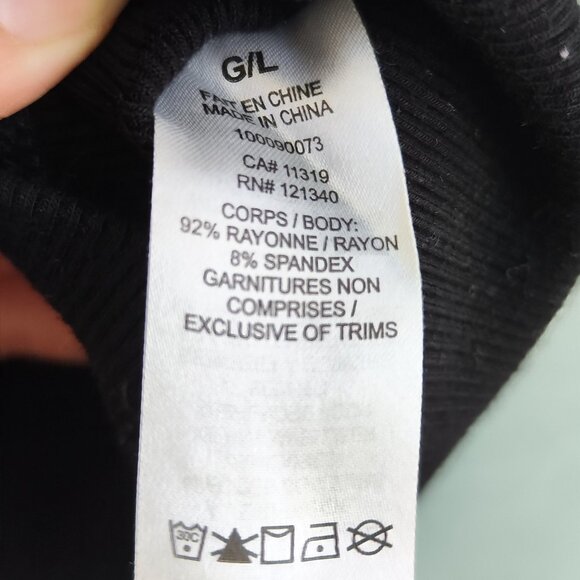 G/L
FAIT EN CHINE
MADE IN CHINA
100090073
CA# 11319
RN# 121340
CORPS / BODY:
92% RAYONNE / RAYON
8% SPANDEX
GARNITURES NON
COMPRISES /
EXCLUSIVE OF TRIMS
30C